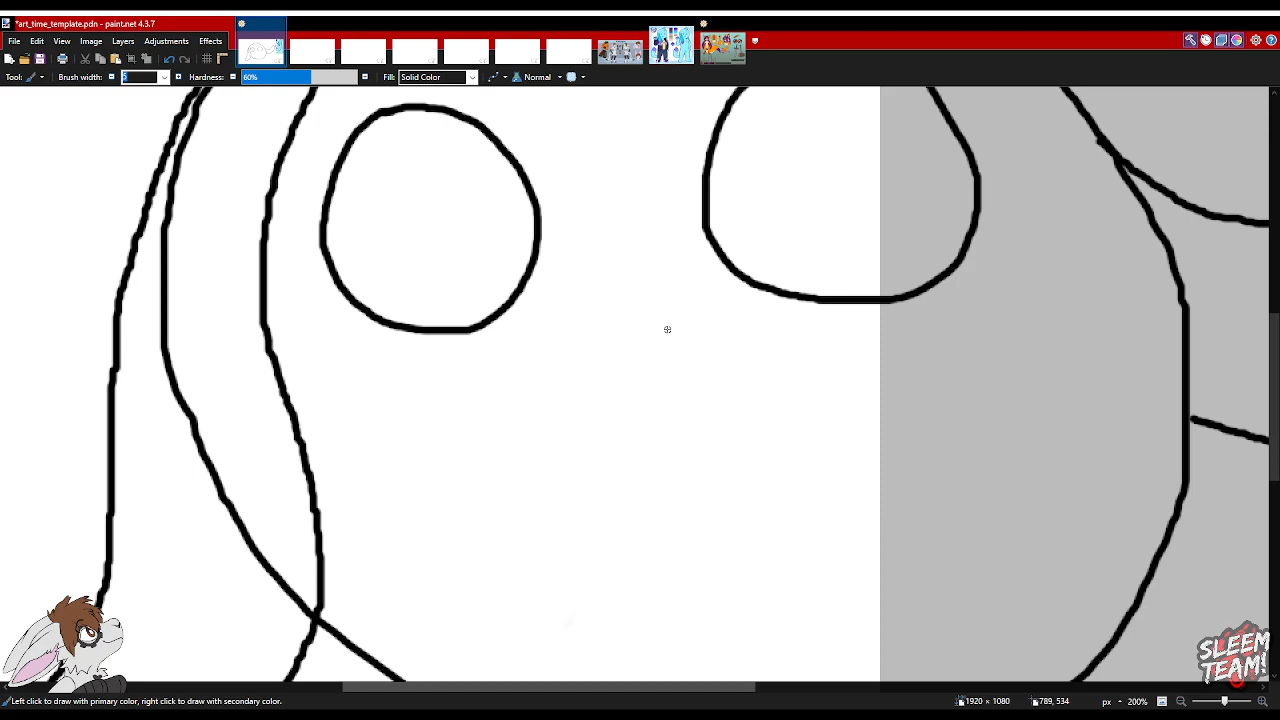 *art_time_template.pdn - paint.net 4.3.7
File Edit View Image Layers Adjustments Effects
Tool: Brush width: 5 Hardness: 60% Fill: Solid Color Normal
SLEEM
TEAM!
Left click to draw with primary color, right click to draw with secondary color. 1920 × 1080 789, 534 px 200%